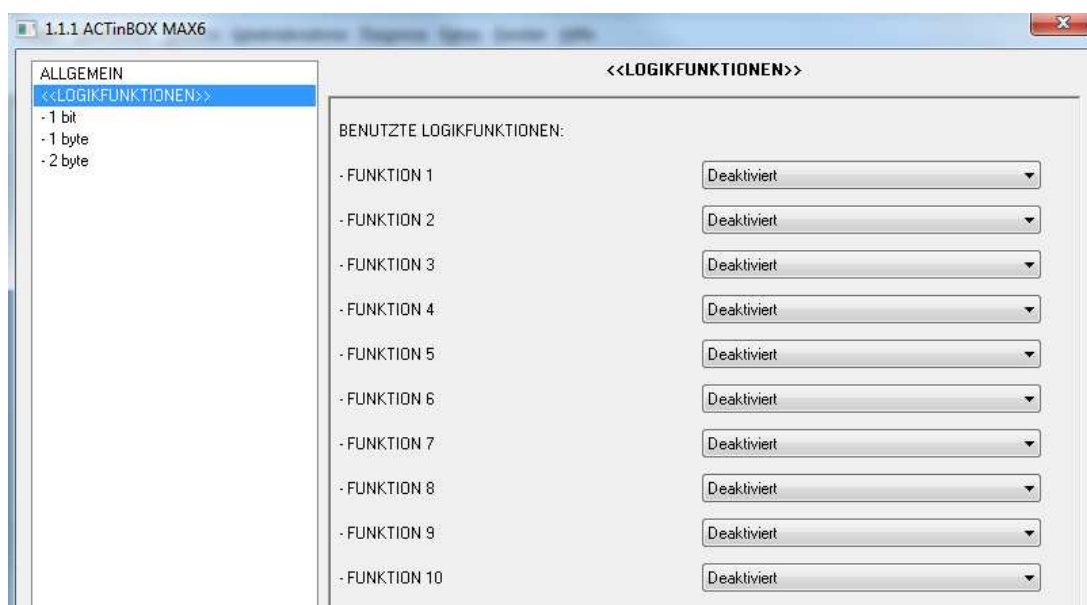 1.1.1 ACTinBOX MAX6
ALLGEMEIN
<<LOGIKFUNKTIONEN>>
- 1 bit
- 1 byte
- 2 byte
<<LOGIKFUNKTIONEN>>
BENUTZTE LOGIKFUNKTIONEN:
- FUNKTION 1 Deaktiviert
- FUNKTION 2 Deaktiviert
- FUNKTION 3 Deaktiviert
- FUNKTION 4 Deaktiviert
- FUNKTION 5 Deaktiviert
- FUNKTION 6 Deaktiviert
- FUNKTION 7 Deaktiviert
- FUNKTION 8 Deaktiviert
- FUNKTION 9 Deaktiviert
- FUNKTION 10 Deaktiviert